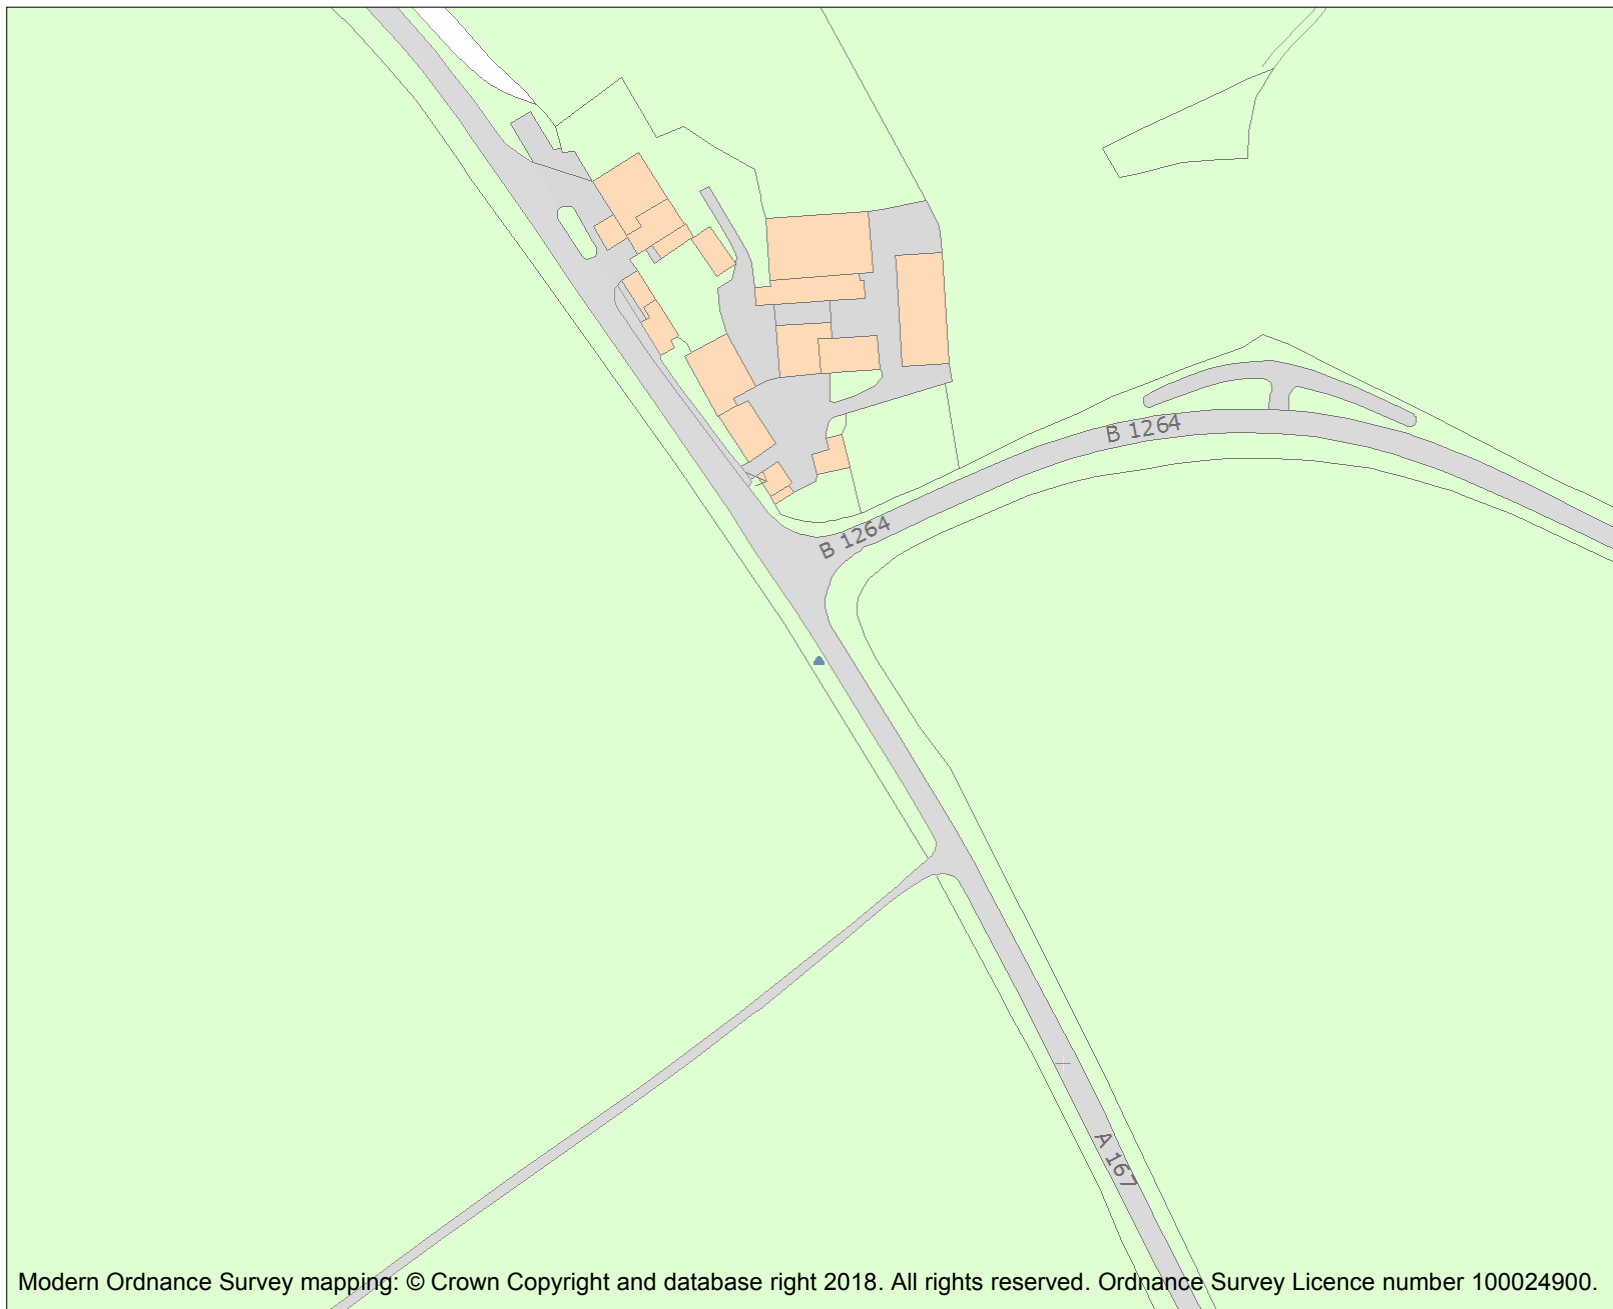 B 1264
B 1264
A 167
Modern Ordnance Survey mapping: © Crown Copyright and database right 2018. All rights reserved. Ordnance Survey Licence number 100024900.